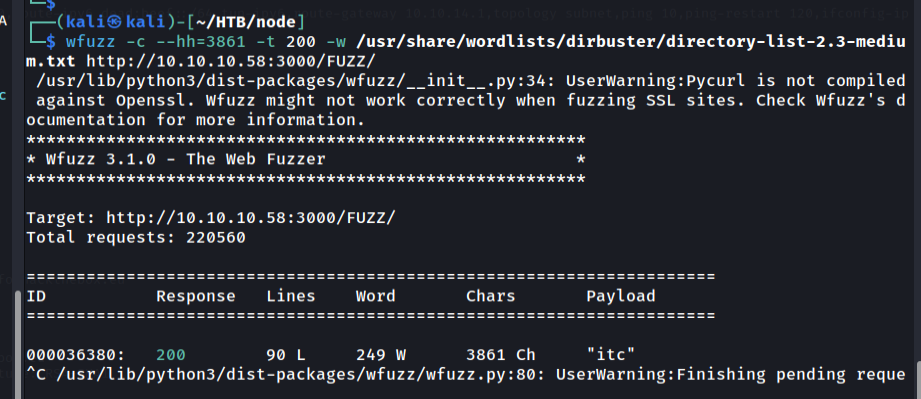 ┌──(kali㉿kali)-[~/HTB/node]
└─$ wfuzz -c --hh=3861 -t 200 -w /usr/share/wordlists/dirbuster/directory-list-2.3-mediu
m.txt http://10.10.10.58:3000/FUZZ/
/usr/lib/python3/dist-packages/wfuzz/__init__.py:34: UserWarning:Pycurl is not compiled
against Openssl. Wfuzz might not work correctly when fuzzing SSL sites. Check Wfuzz's d
ocumentation for more information.
********************************************************
* Wfuzz 3.1.0 - The Web Fuzzer                         *
********************************************************
Target: http://10.10.10.58:3000/FUZZ/
Total requests: 220560
=====================================================================
ID           Response   Lines    Word       Chars       Payload
=====================================================================
000036380:   200        90 L     249 W      3861 Ch     "itc"
^C /usr/lib/python3/dist-packages/wfuzz/wfuzz.py:80: UserWarning:Finishing pending reque